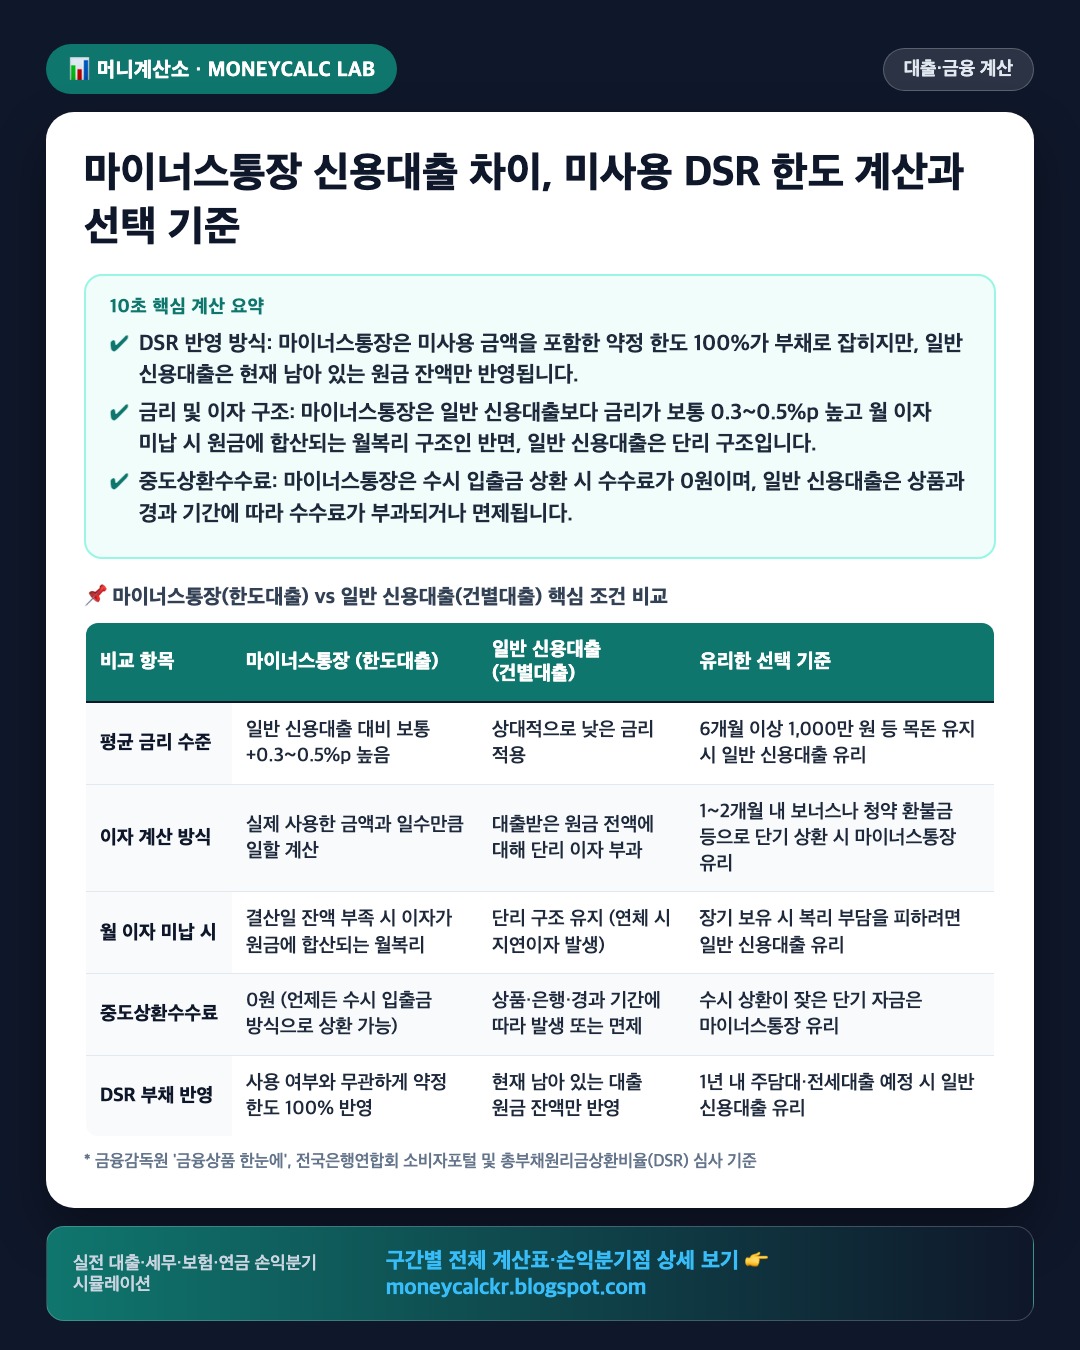 머니계산소 · MONEYCALC LAB
대출·금융 계산
마이너스통장 신용대출 차이, 미사용 DSR 한도 계산과
선택 기준
10초 핵심 계산 요약
✔ DSR 반영 방식: 마이너스통장은 미사용 금액을 포함한 약정 한도 100%가 부채로 잡히지만, 일반
신용대출은 현재 남아 있는 원금 잔액만 반영됩니다.
✔ 금리 및 이자 구조: 마이너스통장은 일반 신용대출보다 금리가 보통 0.3~0.5%p 높고 월 이자
미납 시 원금에 합산되는 월복리 구조인 반면, 일반 신용대출은 단리 구조입니다.
✔ 중도상환수수료: 마이너스통장은 수시 입출금 상환 시 수수료가 0원이며, 일반 신용대출은 상품과
경과 기간에 따라 수수료가 부과되거나 면제됩니다.
📌 마이너스통장(한도대출) vs 일반 신용대출(건별대출) 핵심 조건 비교
비교 항목
마이너스통장 (한도대출)
일반 신용대출
(건별대출)
유리한 선택 기준
평균 금리 수준
일반 신용대출 대비 보통
+0.3~0.5%p 높음
상대적으로 낮은 금리
적용
6개월 이상 1,000만 원 등 목돈 유지
시 일반 신용대출 유리
이자 계산 방식
실제 사용한 금액과 일수만큼
일할 계산
대출받은 원금 전액에
대해 단리 이자 부과
1~2개월 내 보너스나 청약 환불금
등으로 단기 상환 시 마이너스통장
유리
월 이자 미납 시
결산일 잔액 부족 시 이자가
원금에 합산되는 월복리
단리 구조 유지 (연체 시
지연이자 발생)
장기 보유 시 복리 부담을 피하려면
일반 신용대출 유리
중도상환수수료
0원 (언제든 수시 입출금
방식으로 상환 가능)
상품·은행·경과 기간에
따라 발생 또는 면제
수시 상환이 잦은 단기 자금은
마이너스통장 유리
DSR 부채 반영
사용 여부와 무관하게 약정
한도 100% 반영
현재 남아 있는 대출
원금 잔액만 반영
1년 내 주담대·전세대출 예정 시 일반
신용대출 유리
* 금융감독원 '금융상품 한눈에', 전국은행연합회 소비자포털 및 총부채원리금상환비율(DSR) 심사 기준
실전 대출·세무·보험·연금 손익분기
시뮬레이션
구간별 전체 계산표·손익분기점 상세 보기 👉
moneycalckr.blogspot.com